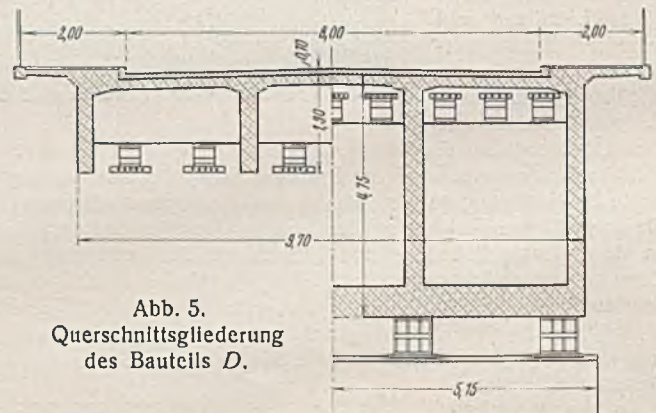 2,00
8,00
2,00
0,10
1,90
4,75
9,70
Abb. 5.
Querschnittsgliederung
des Bauteils D.
5,15